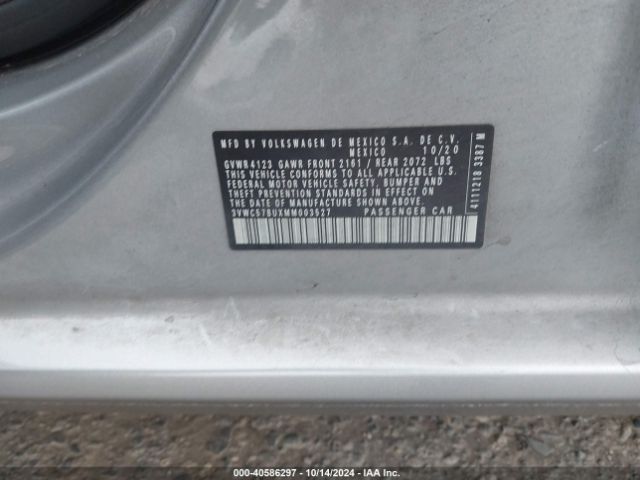 MFD BY VOLKSWAGEN DE MEXICO S.A. DE C.V.
MEXICO 10/20
GVWR4123 GAWR FRONT 2161 / REAR 2072 LBS
THIS VEHICLE CONFORMS TO ALL APPLICABLE U.S.
FEDERAL MOTOR VEHICLE SAFETY, BUMPER AND
THEFT PREVENTION STANDARDS IN EFFECT ON
THE DATE OF MANUFACTURE SHOWN ABOVE.
3VWC57BUXMM003527 PASSENGER CAR
4111218 3387 M
000-40586297 - 10/14/2024 - IAA Inc.